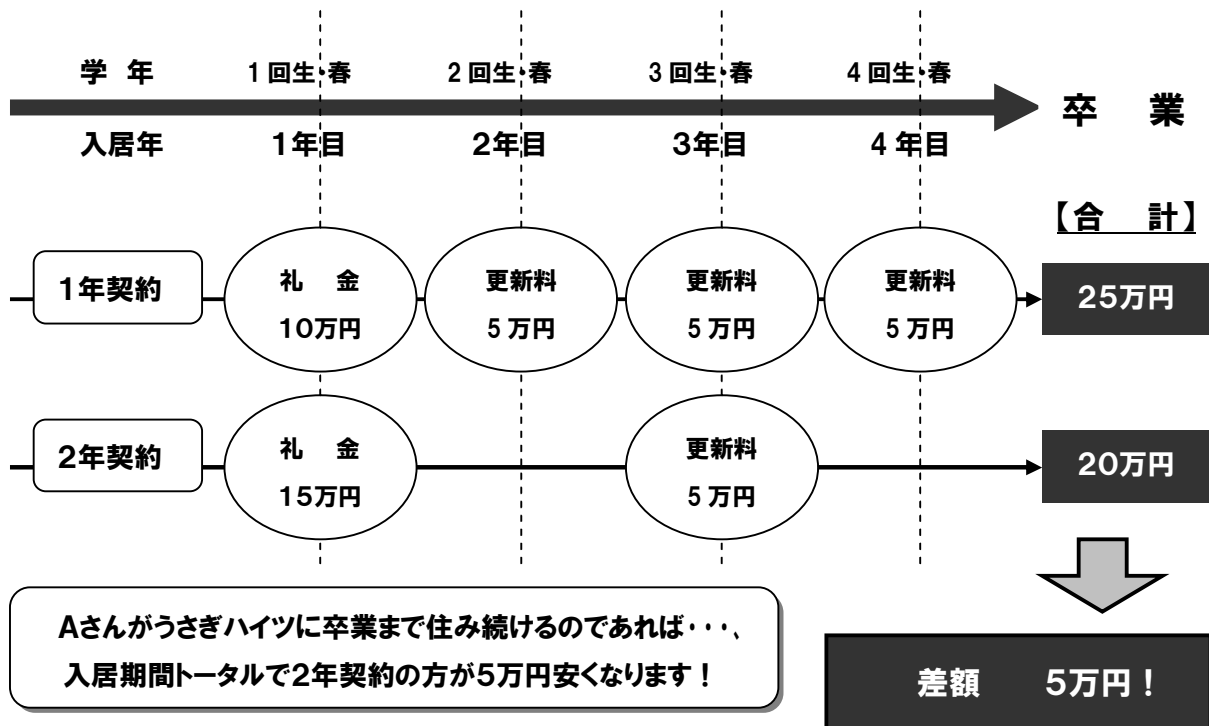 学 年 1回生・春 2回生・春 3回生・春 4回生・春
卒 業
入居年 1年目 2年目 3年目 4年目
【合 計】
1年契約
礼 金
10万円
更新料
5万円
更新料
5万円
更新料
5万円
25万円
2年契約
礼 金
15万円
更新料
5万円
20万円
Aさんがうさぎハイツに卒業まで住み続けるのであれば・・・、
入居期間トータルで2年契約の方が5万円安くなります！
差額 5万円！